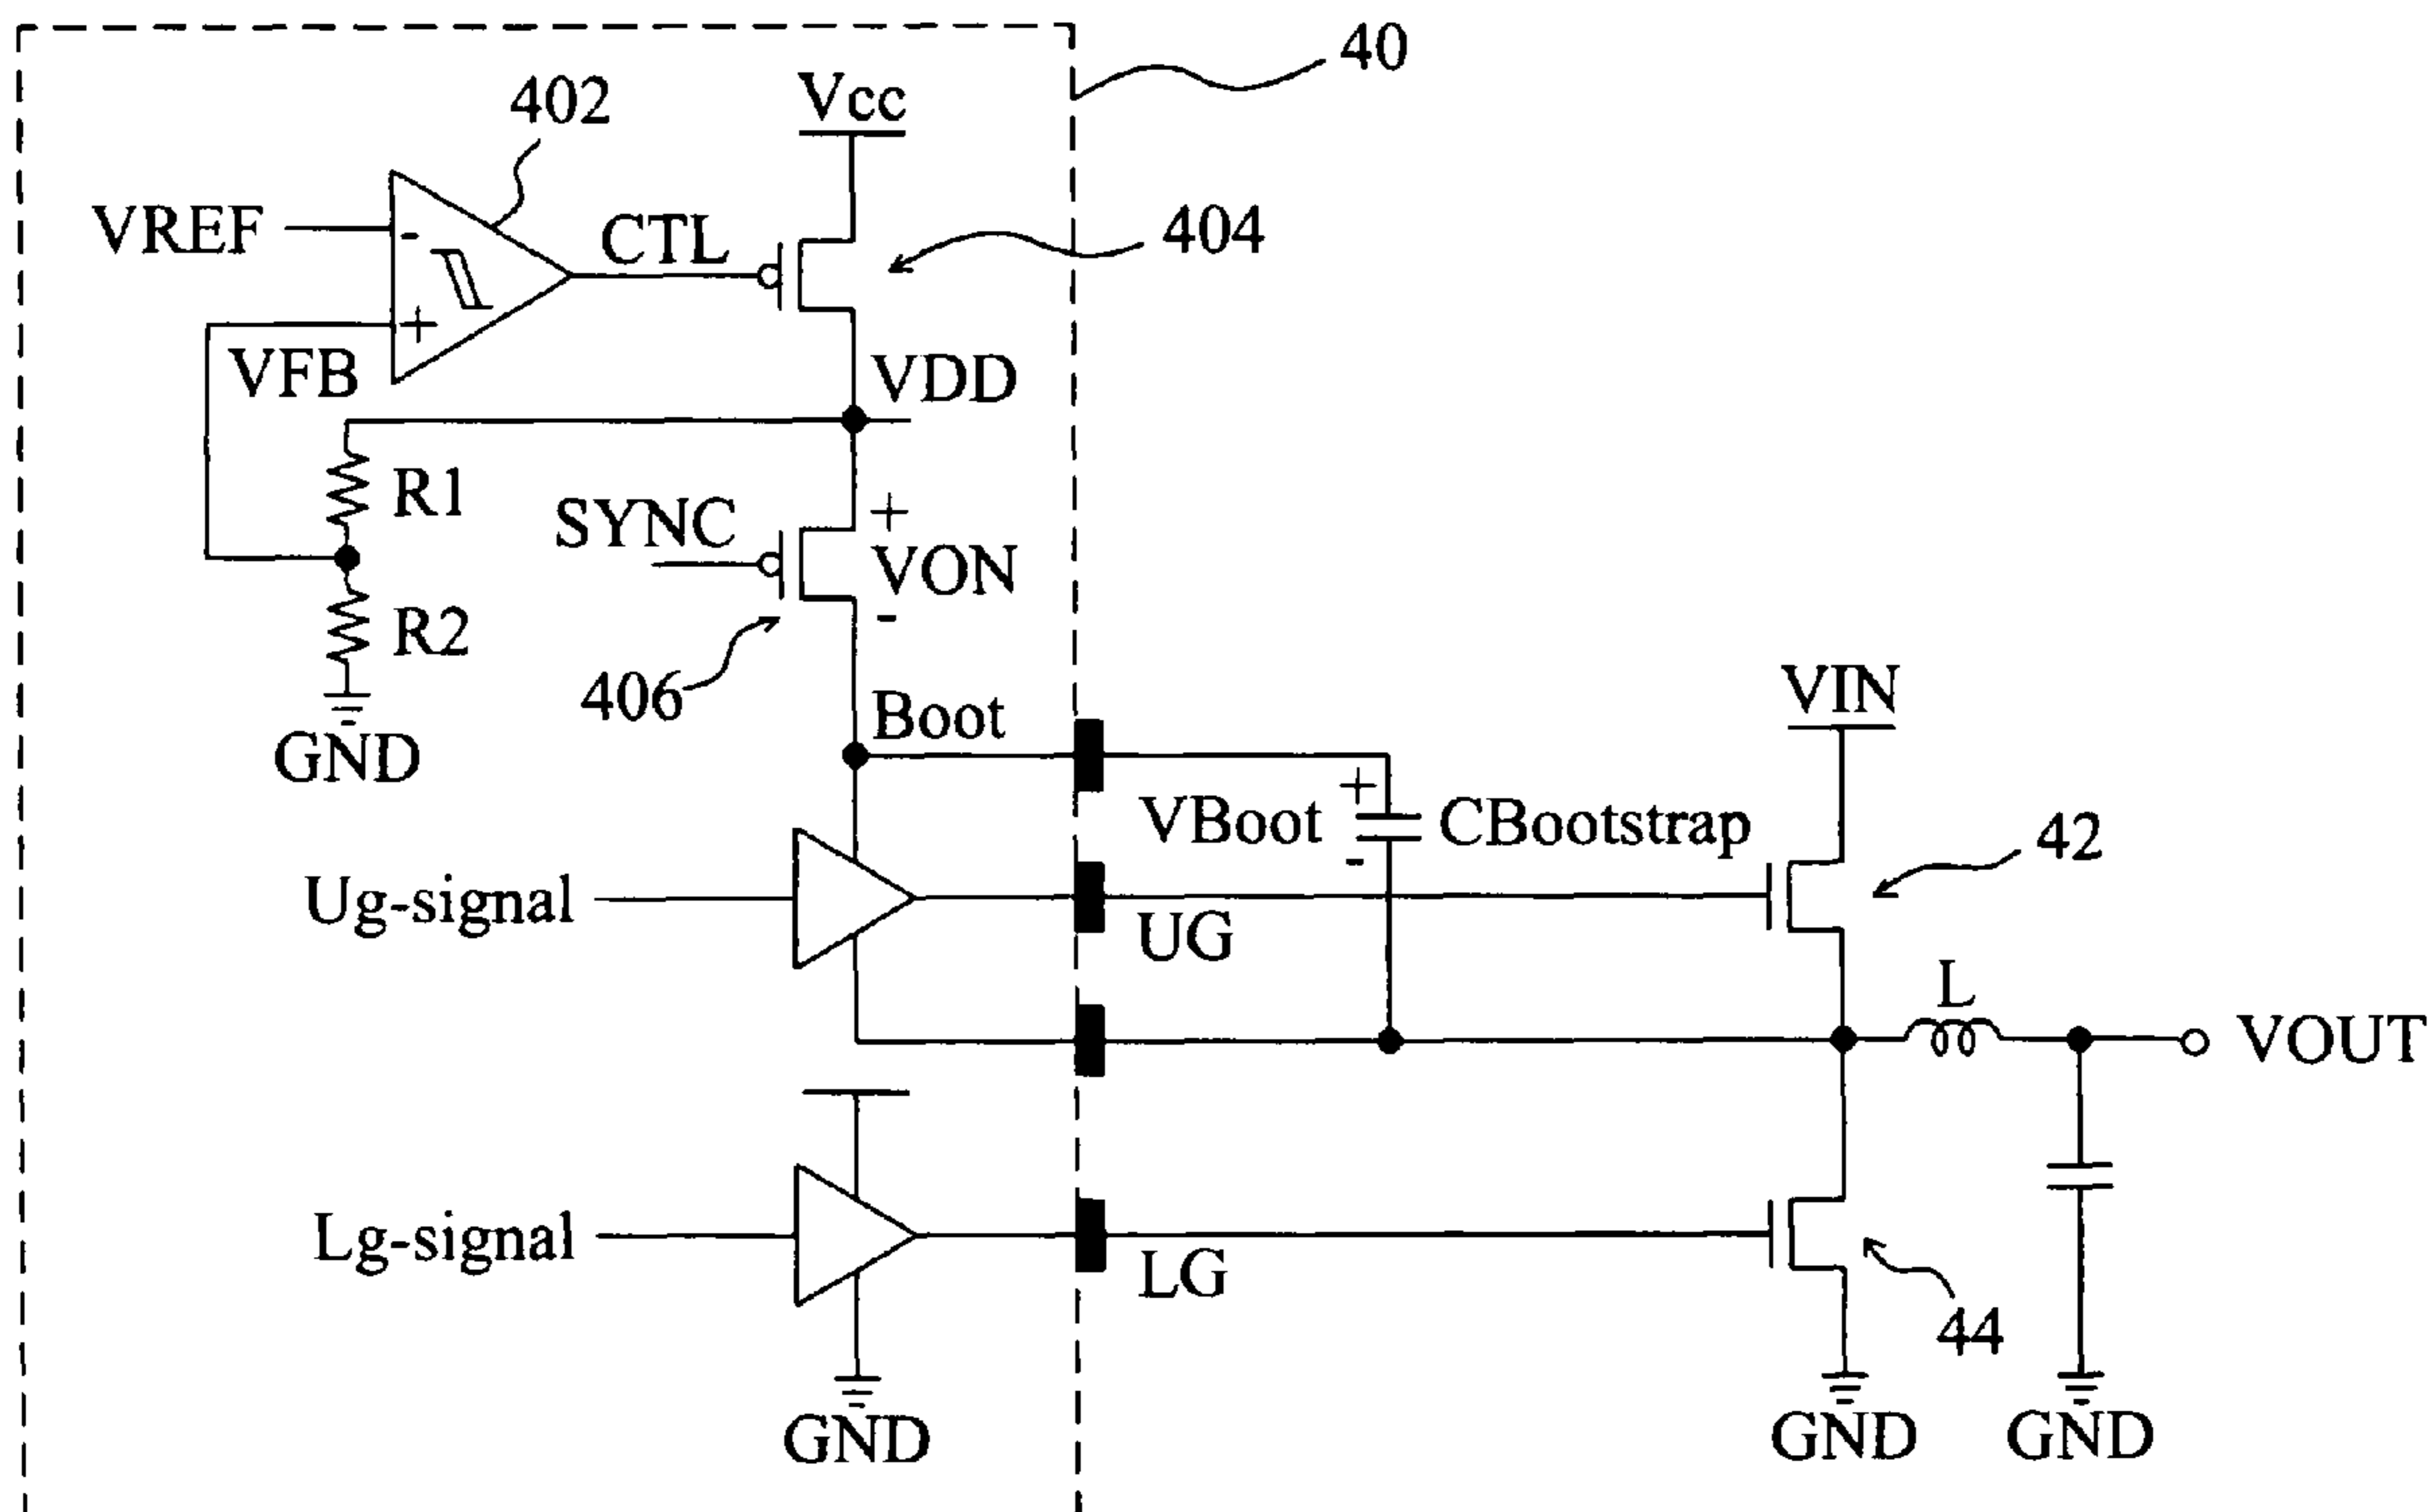 40
402
Vcc
VREF
-
CTL
404
+
VFB
VDD
R1
SYNC
+
VON
R2
-
406
GND
Boot
VIN
+
VBoot
CBootstrap
-
42
Ug-signal
UG
L
VOUT
Lg-signal
LG
44
GND
GND
GND